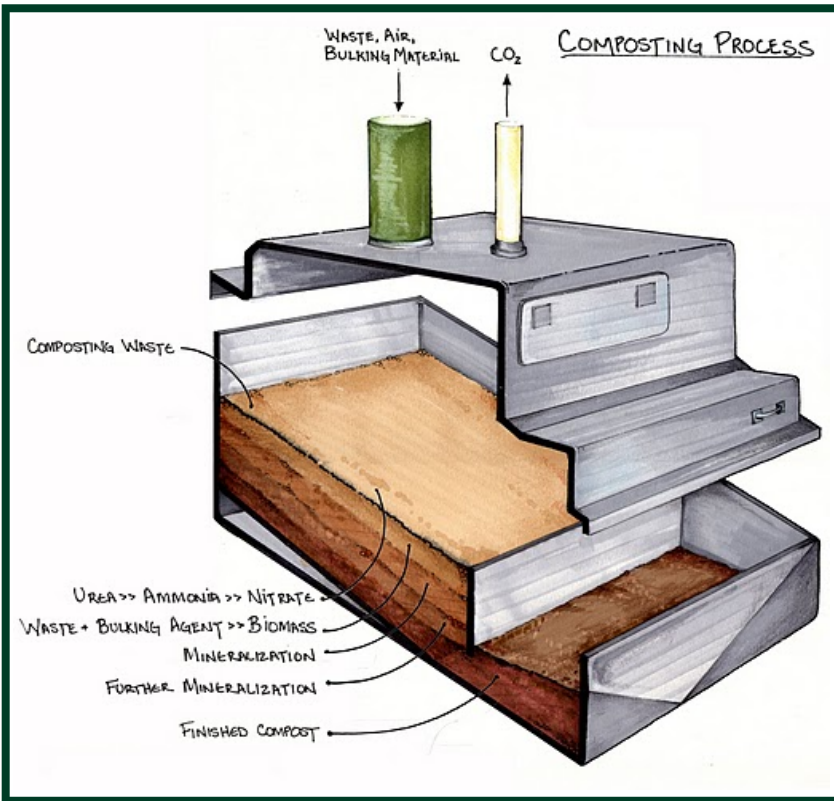 WASTE, AIR,
BULKING MATERIAL
CO₂
COMPOSTING PROCESS
COMPOSTING WASTE
UREA >> AMMONIA >> NITRATE
WASTE + BULKING AGENT >> BIOMASS
MINERALIZATION
FURTHER MINERALIZATION
FINISHED COMPOST